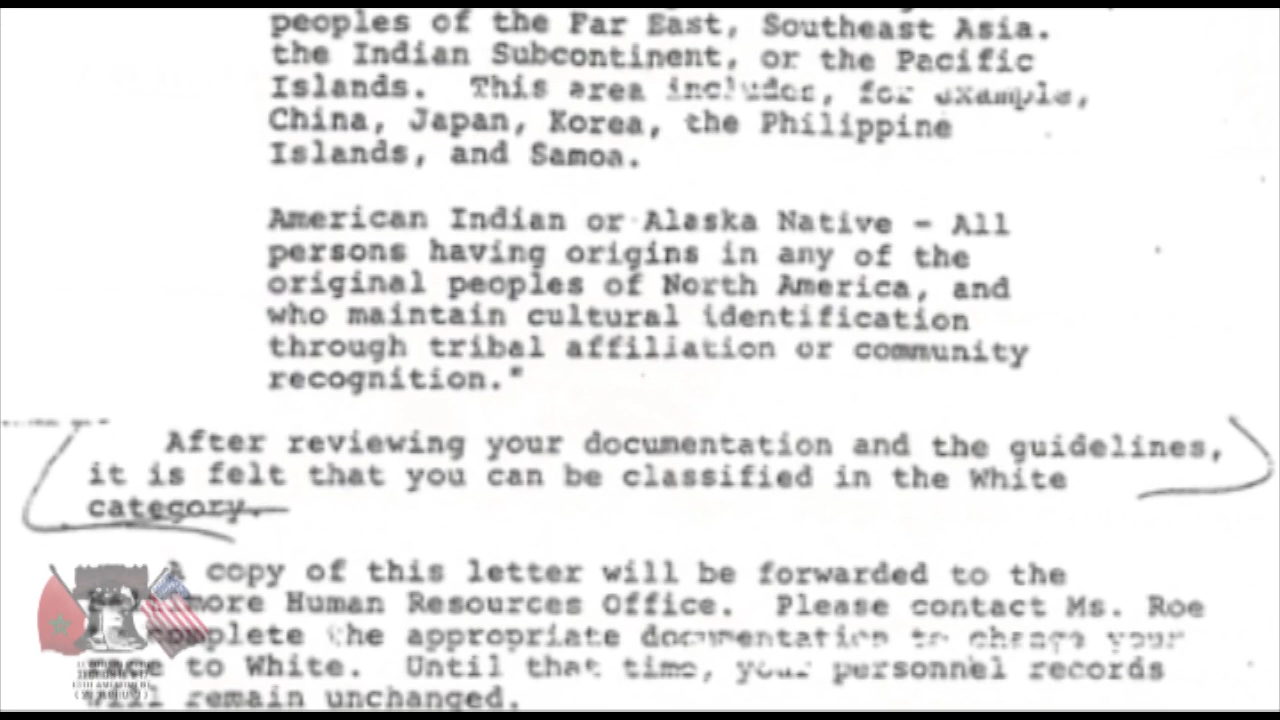 peoples of the Far East, Southeast Asia.
the Indian Subcontinent, or the Pacific
Islands. This area includes, for example,
China, Japan, Korea, the Philippine
Islands, and Samoa.
American Indian or Alaska Native - All
persons having origins in any of the
original peoples of North America, and
who maintain cultural identification
through tribal affiliation or community
recognition."
After reviewing your documentation and the guidelines,
it is felt that you can be classified in the White
category.
A copy of this letter will be forwarded to the
Human Resources Office. Please contact Ms. Roe
the appropriate documentation to change your
to White. Until that time, your personnel records
will remain unchanged.